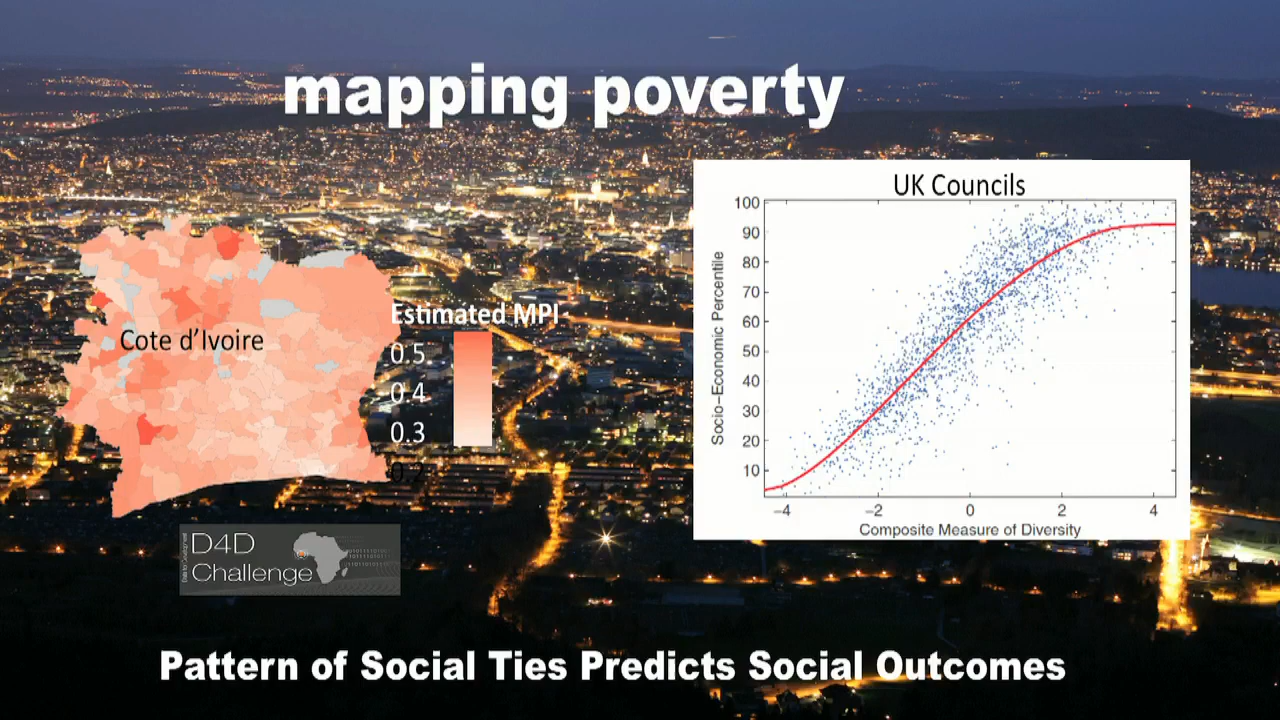 mapping poverty
Cote d'Ivoire
Estimated MPI
0.5
0.4
0.3
0.2
D4D
Challenge
UK Councils
Socio-Economic Percentile
100
90
80
70
60
50
40
30
20
10
-4 -2 0 2 4
Composite Measure of Diversity
Pattern of Social Ties Predicts Social Outcomes